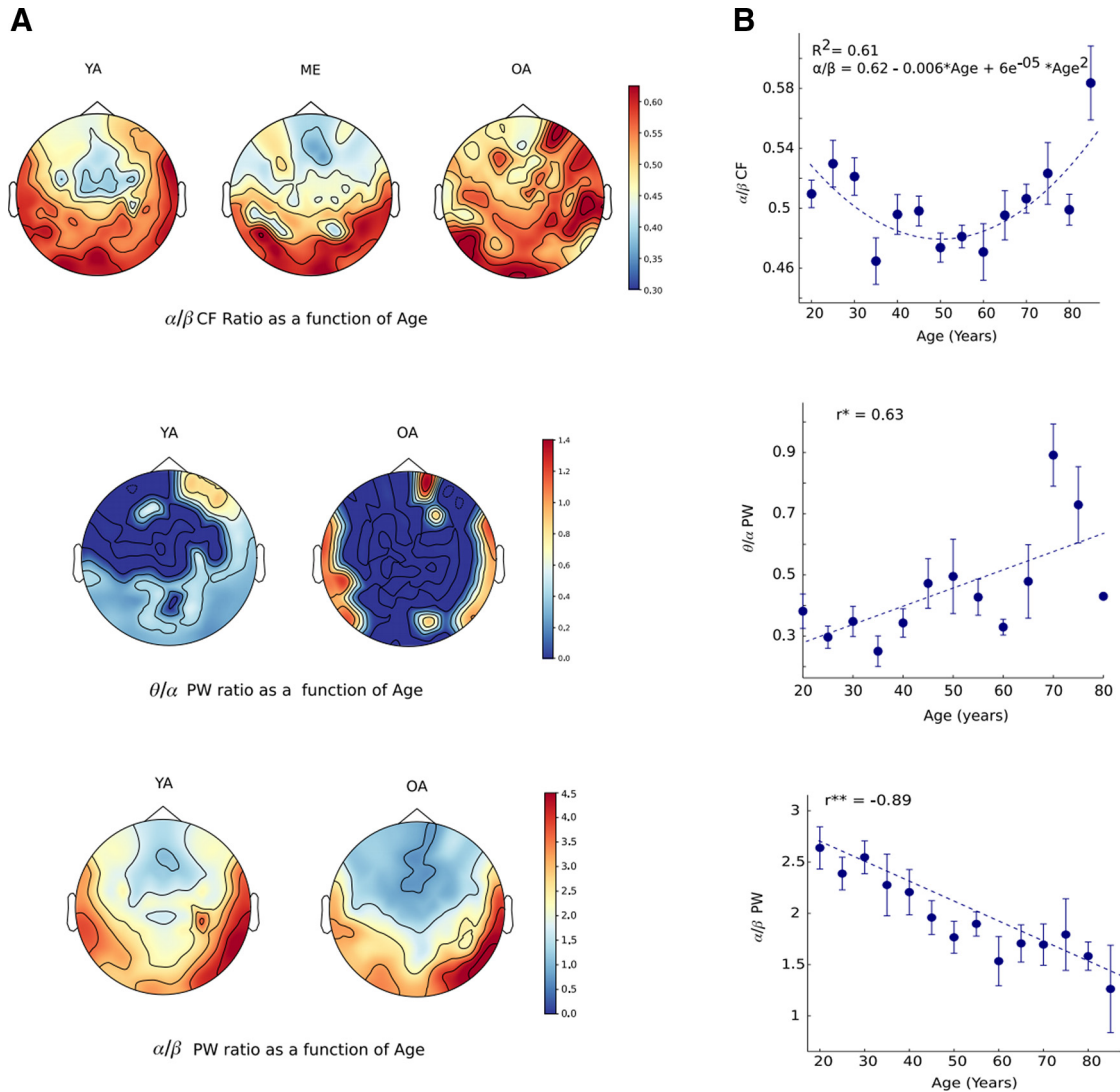 A
B
YA
ME
OA
0,60
0.55
0.50
0.45
0.40
0.35
0.30
α/β CF Ratio as a function of Age
R²= 0.61
α/β = 0.62 - 0.006*Age + 6e⁻⁰⁵ *Age²
0.58
0.54
0.5
0.46
α/β CF
20
30
40
50
60
70
80
Age (Years)
YA
OA
1.4
1.2
1.0
0.8
0.6
0.4
0.2
0.0
θ/α PW ratio as a function of Age
r* = 0.63
0.9
0.7
0.5
0.3
θ/α PW
20
30
40
50
60
70
80
Age (years)
YA
OA
4.5
4.0
3.5
3.0
2.5
2.0
1.5
1.0
0.5
0.0
α/β PW ratio as a function of Age
r** = -0.89
3
2.5
2
1.5
1
α/β PW
20
30
40
50
60
70
80
Age (Years)